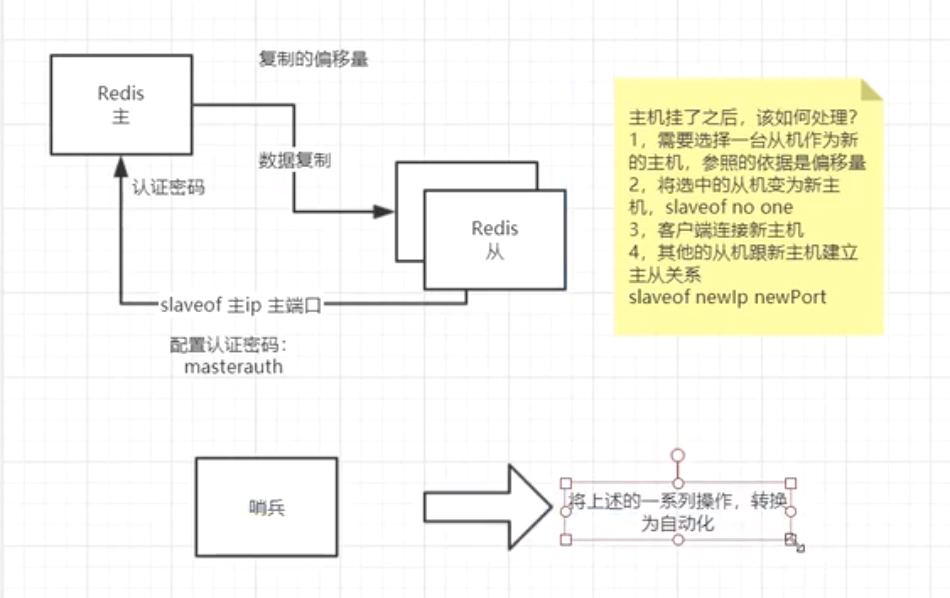 复制的偏移量
Redis
主
数据复制
认证密码
Redis
从
slaveof 主ip 主端口
配置认证密码：
masterauth
主机挂了之后，该如何处理？
1，需要选择一台从机作为新
的主机，参照的依据是偏移量
2，将选中的从机变为新主
机，slaveof no one
3，客户端连接新主机
4，其他的从机跟新主机建立
主从关系
slaveof newIp newPort
哨兵
将上述的一系列操作，转换
为自动化